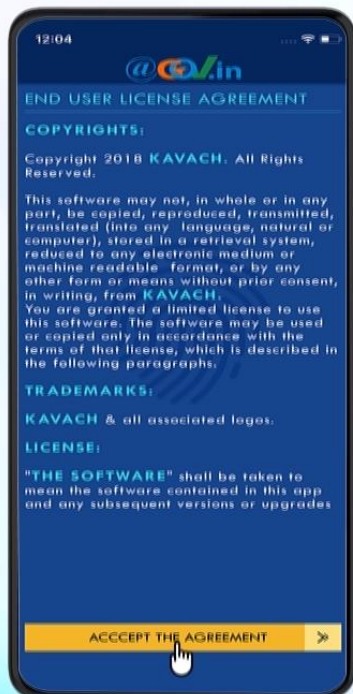 12:04
@GOV.in
END USER LICENSE AGREEMENT
COPYRIGHTS:
Copyright 2018 KAVACH. All Rights
Reserved.
This software may not, in whole or in any
part, be copied, reproduced, transmitted,
translated (into any language, natural or
computer), stored in a retrieval system,
reduced to any electronic medium or
machine readable format, or by any
other form or means without prior consent,
in writing, from KAVACH.
You are granted a limited license to use
this software. The software may be used
or copied only in accordance with the
terms of that license, which is described in
the following paragraphs.
TRADEMARKS:
KAVACH & all associated logos.
LICENSE:
"THE SOFTWARE" shall be taken to
mean the software contained in this app
and any subsequent versions or upgrades
ACCCEPT THE AGREEMENT